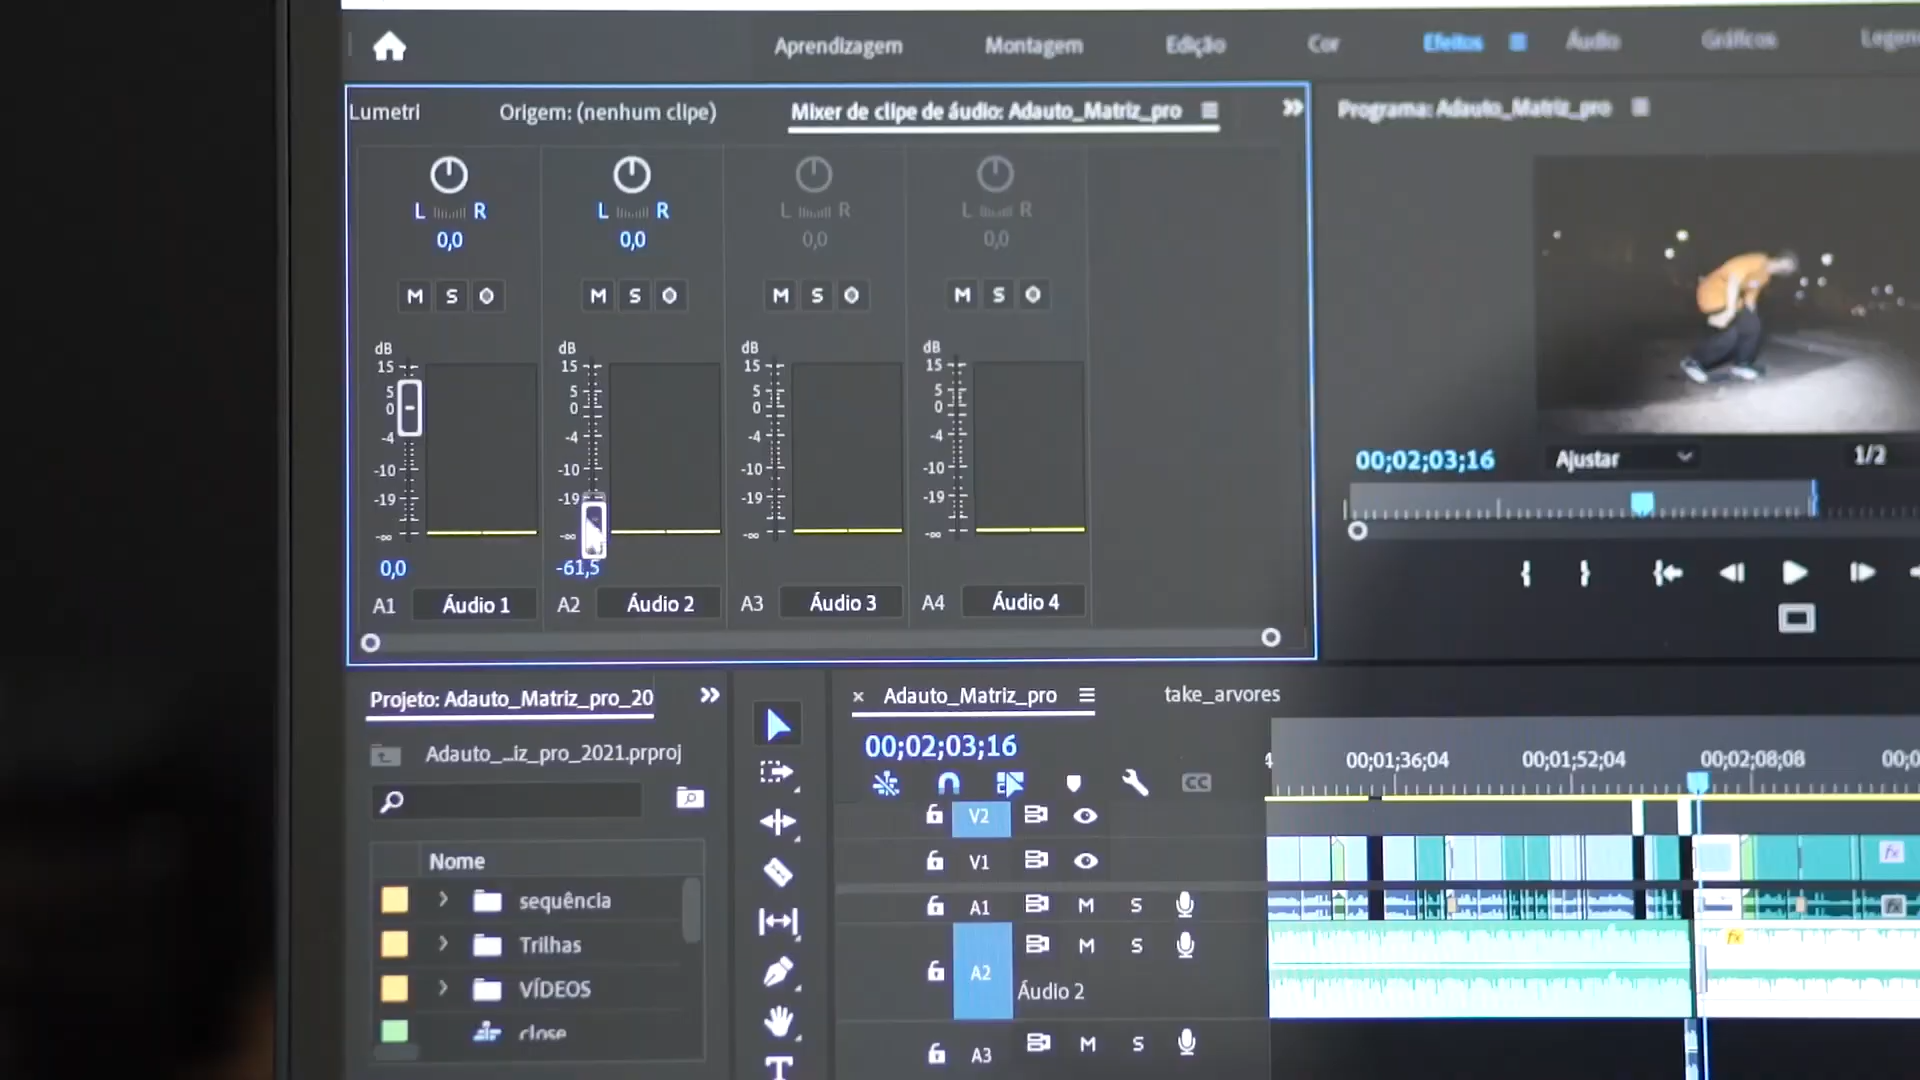 Aprendizagem Montagem Edição Cor Efeitos Áudio Gráficos
Lumetri Origem: (nenhum clipe) Mixer de clipe de áudio: Adauto_Matriz_pro
Programa: Adauto_Matriz_pro
L R L R L R L R
0,0 0,0 0,0 0,0
M S M S M S M S
dB dB dB dB
15 15 15 15
5 5 5 5
0 0 0 0
-4 -4 -4 -4
-10 -10 -10 -10
-19 -19 -19 -19
-∞ -∞ -∞ -∞
0,0 -61,5
A1 Áudio 1 A2 Áudio 2 A3 Áudio 3 A4 Áudio 4
00;02;03;16 Ajustar 1/2
Projeto: Adauto_Matriz_pro_20
Adauto_...iz_pro_2021.prproj
Nome
sequência
Trilhas
VÍDEOS
close
× Adauto_Matriz_pro take_arvores
00;02;03;16
4 00;01;36;04 00;01;52;04 00;02;08;08
CC
V2
V1
A1 M S
A2 M S
Áudio 2
A3 M S
fx
fx
fx
T